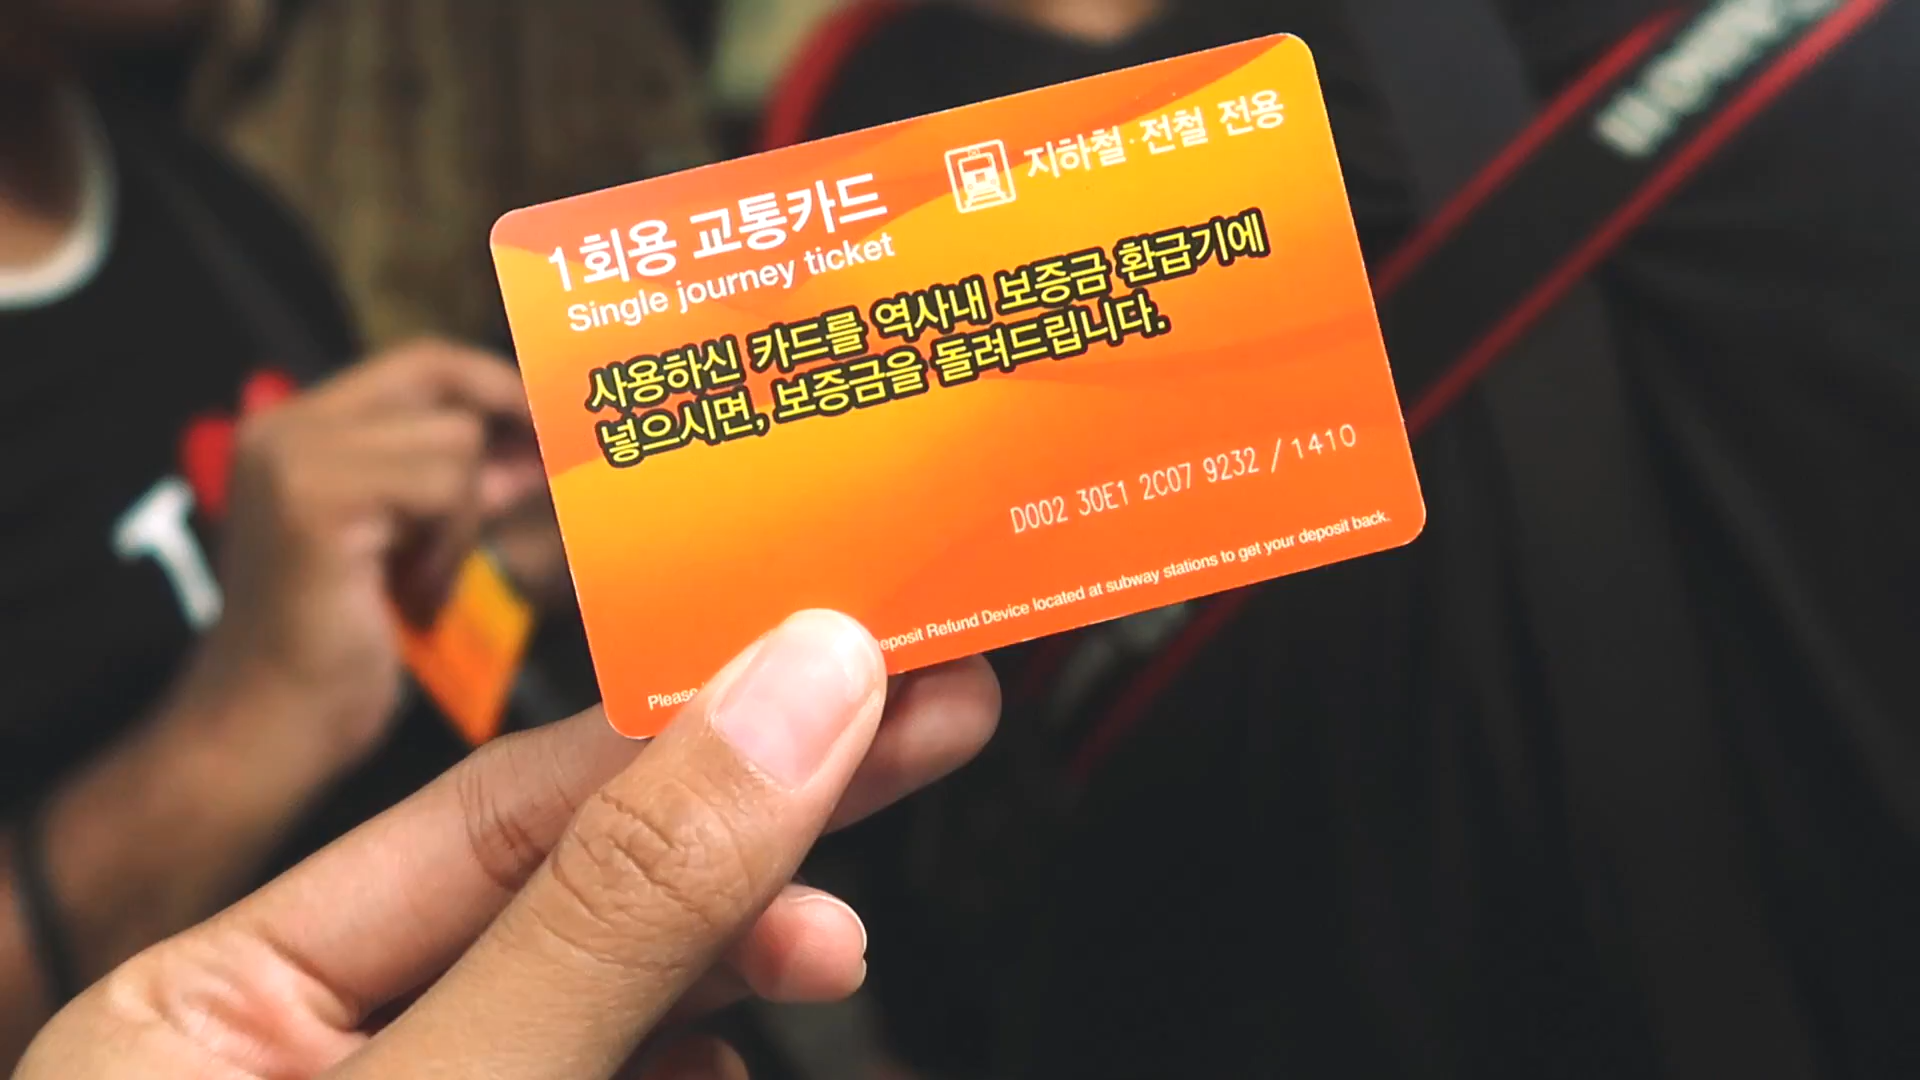 1회용 교통카드
Single journey ticket
지하철·전철 전용
사용하신 카드를 역사내 보증금 환급기에
넣으시면, 보증금을 돌려드립니다.
D002 30E1 2C07 9232 / 1410
Please eposit Refund Device located at subway stations to get your deposit back.